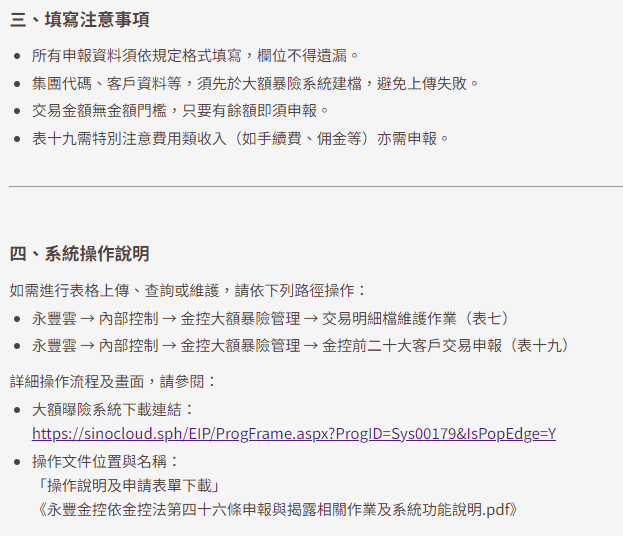 三、填寫注意事項
所有申報資料須依規定格式填寫，欄位不得遺漏。
集團代碼、客戶資料等，須先於大額暴險系統建檔，避免上傳失敗。
交易金額無金額門檻，只要有餘額即須申報。
表十九需特別注意費用類收入（如手續費、佣金等）亦需申報。
四、系統操作說明
如需進行表格上傳、查詢或維護，請依下列路徑操作：
永豐雲 → 內部控制 → 金控大額暴險管理 → 交易明細檔維護作業（表七）
永豐雲 → 內部控制 → 金控大額暴險管理 → 金控前二十大客戶交易申報（表十九）
詳細操作流程及畫面，請參閱：
大額曝險系統下載連結：
https://sinocloud.sph/EIP/ProgFrame.aspx?ProgID=Sys00179&IsPopEdge=Y
操作文件位置與名稱：
「操作說明及申請表單下載」
《永豐金控依金控法第四十六條申報與揭露相關作業及系統功能說明.pdf》